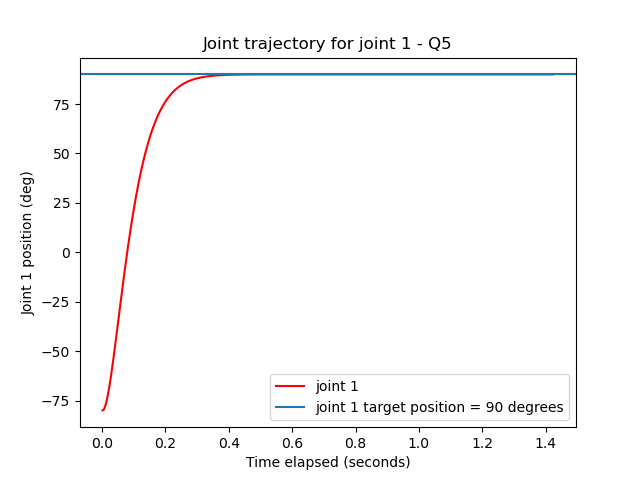 Joint trajectory for joint 1 - Q5
Joint 1 position (deg)
75
50
25
0
−25
−50
−75
joint 1
joint 1 target position = 90 degrees
0.0 0.2 0.4 0.6 0.8 1.0 1.2 1.4
Time elapsed (seconds)